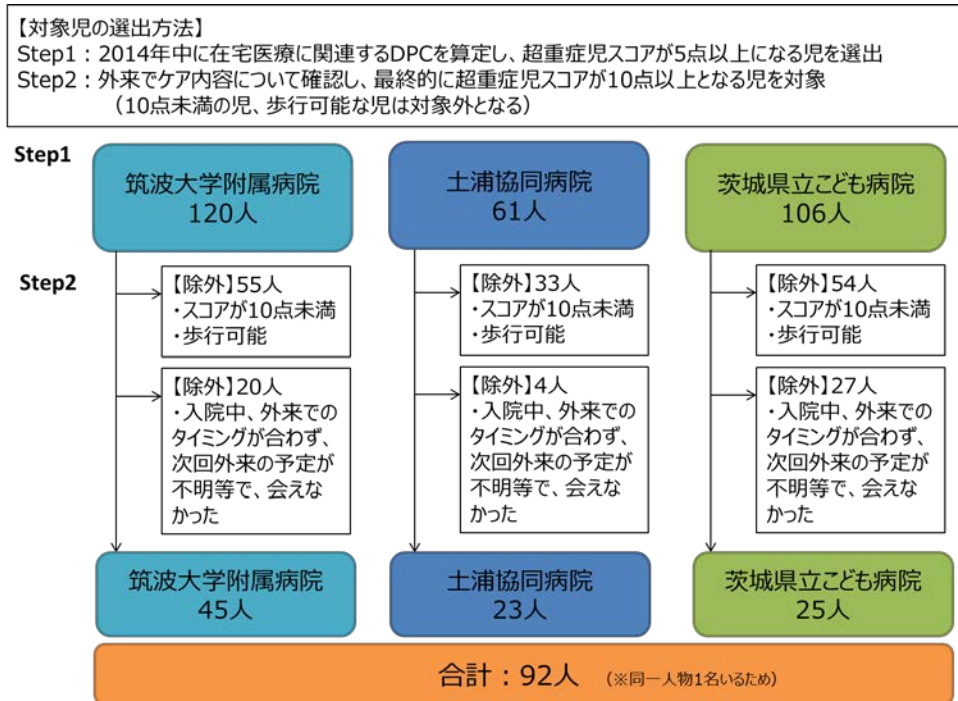 【対象児の選出方法】
Step1：2014年中に在宅医療に関連するDPCを算定し、超重症児スコアが5点以上になる児を選出
Step2：外来でケア内容について確認し、最終的に超重症児スコアが10点以上となる児を対象
（10点未満の児、歩行可能な児は対象外となる）
Step1
筑波大学附属病院
120人
土浦協同病院
61人
茨城県立こども病院
106人
Step2
【除外】55人
・スコアが10点未満
・歩行可能
【除外】33人
・スコアが10点未満
・歩行可能
【除外】54人
・スコアが10点未満
・歩行可能
【除外】20人
・入院中、外来での
タイミングが合わず、
次回外来の予定が
不明等で、会えな
かった
【除外】4人
・入院中、外来での
タイミングが合わず、
次回外来の予定が
不明等で、会えな
かった
【除外】27人
・入院中、外来での
タイミングが合わず、
次回外来の予定が
不明等で、会えな
かった
筑波大学附属病院
45人
土浦協同病院
23人
茨城県立こども病院
25人
合計：92人 （※同一人物1名いるため）